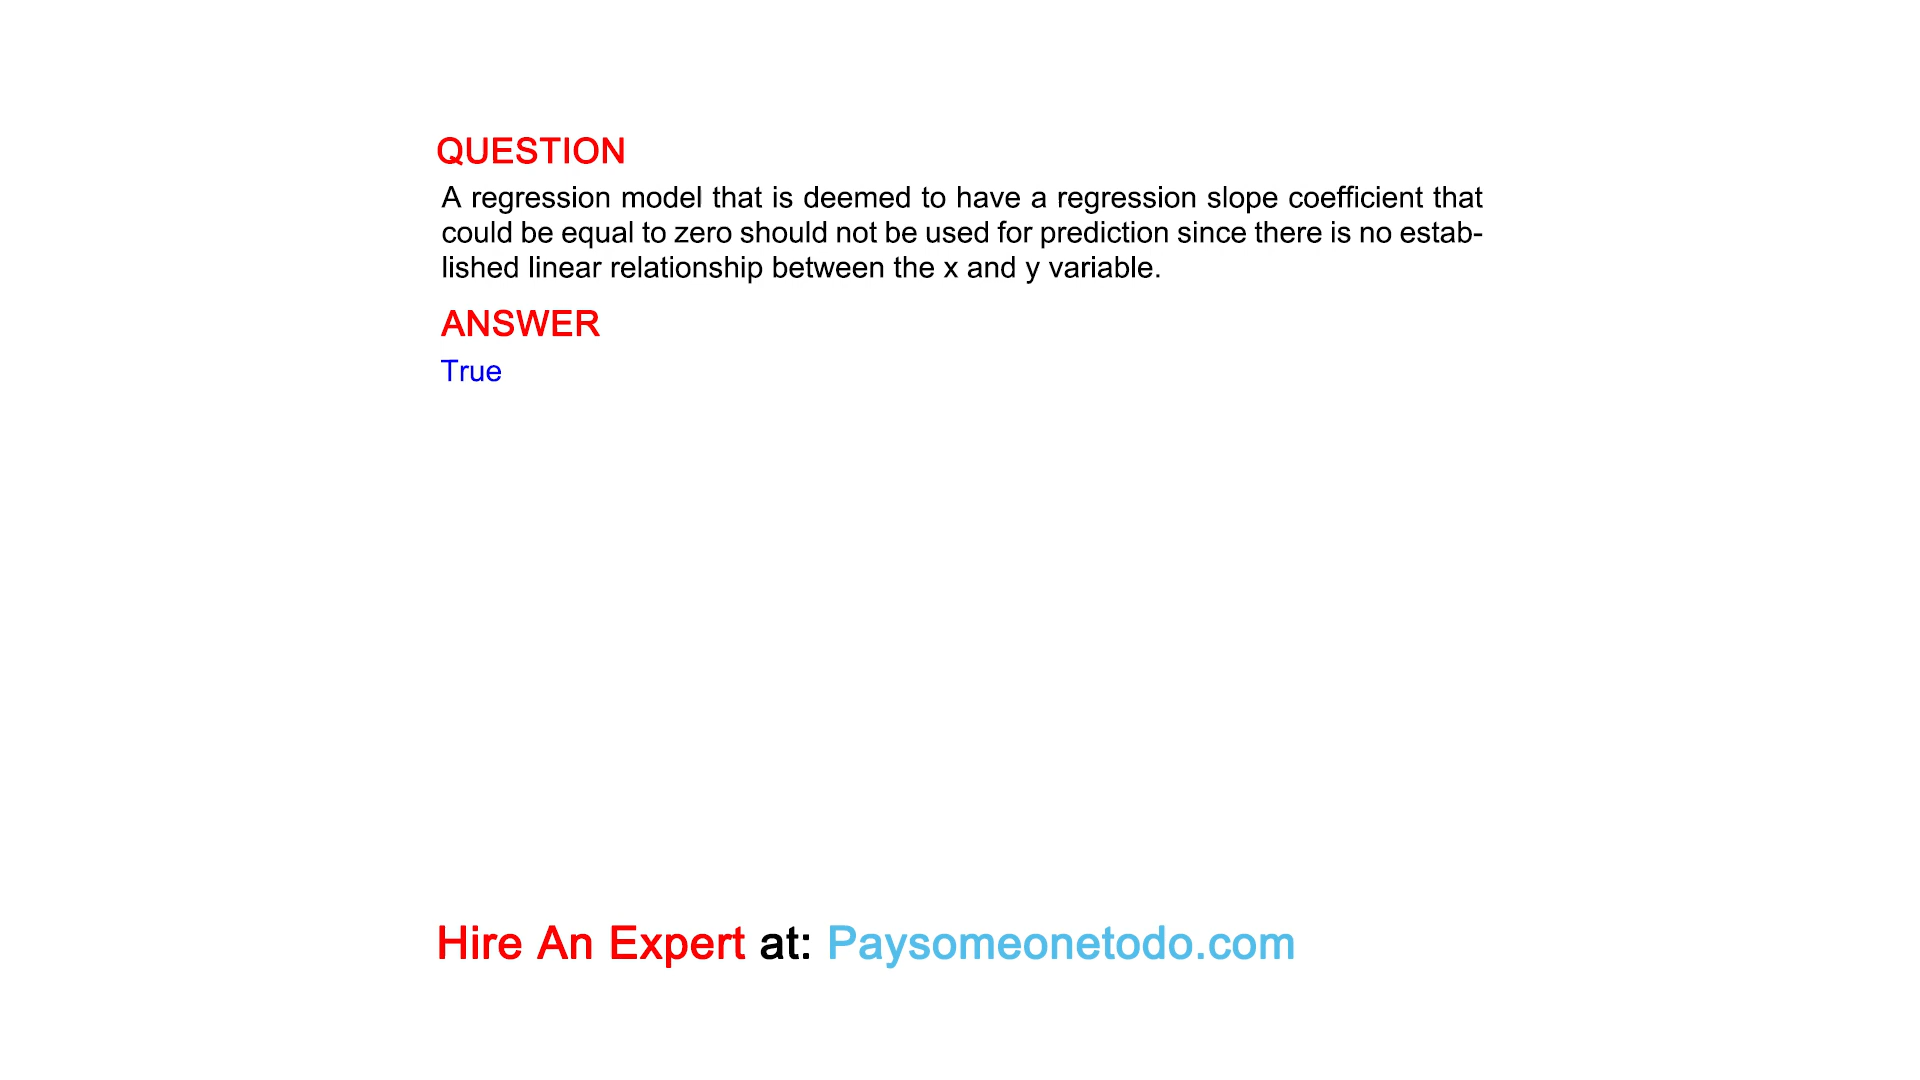 QUESTION
A regression model that is deemed to have a regression slope coefficient that
could be equal to zero should not be used for prediction since there is no estab-
lished linear relationship between the x and y variable.
ANSWER
True
Hire An Expert at: Paysomeonetodo.com